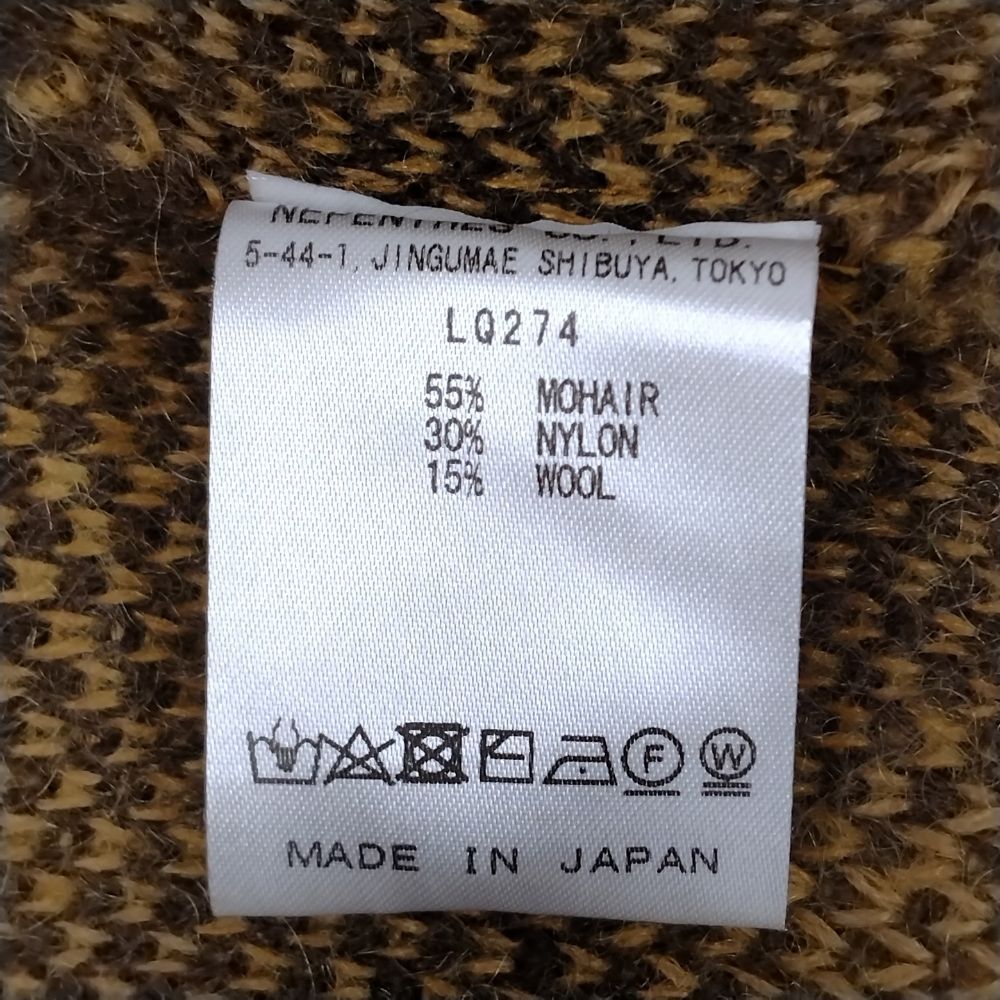 NEPENTHES CO., LTD.
5-44-1, JINGUMAE SHIBUYA, TOKYO
LQ274
55% MOHAIR
30% NYLON
15% WOOL
F W
MADE IN JAPAN